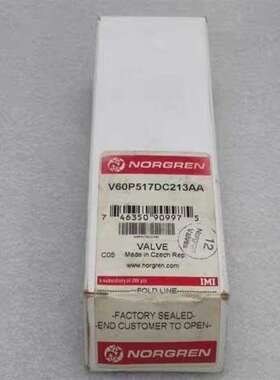 NORGREN
V60P517DC213AA
7 46350 90997 5
VALVE
C05 Made in Czech Rep
www.norgren.com
12
IMI
FOLD LINE
-FACTORY SEALED-
-END CUSTOMER TO OPEN-
NORGREN